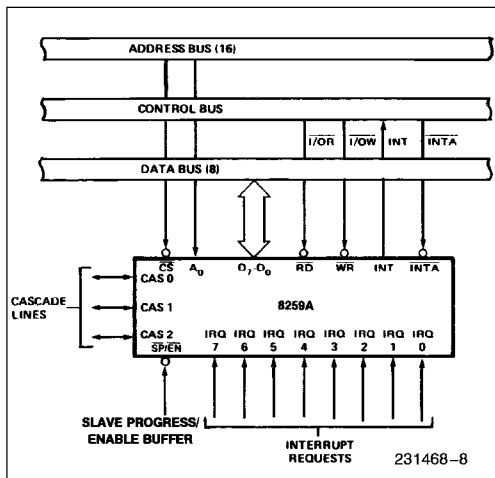 ADDRESS BUS (16)
CONTROL BUS
I/OR I/OW INT INTA
DATA BUS (8)
CS A0 D7-D0 RD WR INT INTA
CAS 0
CASCADE LINES
CAS 1
8259A
CAS 2
SP/EN
IRQ 7 IRQ 6 IRQ 5 IRQ 4 IRQ 3 IRQ 2 IRQ 1 IRQ 0
SLAVE PROGRESS/
ENABLE BUFFER
INTERRUPT
REQUESTS
231468-8